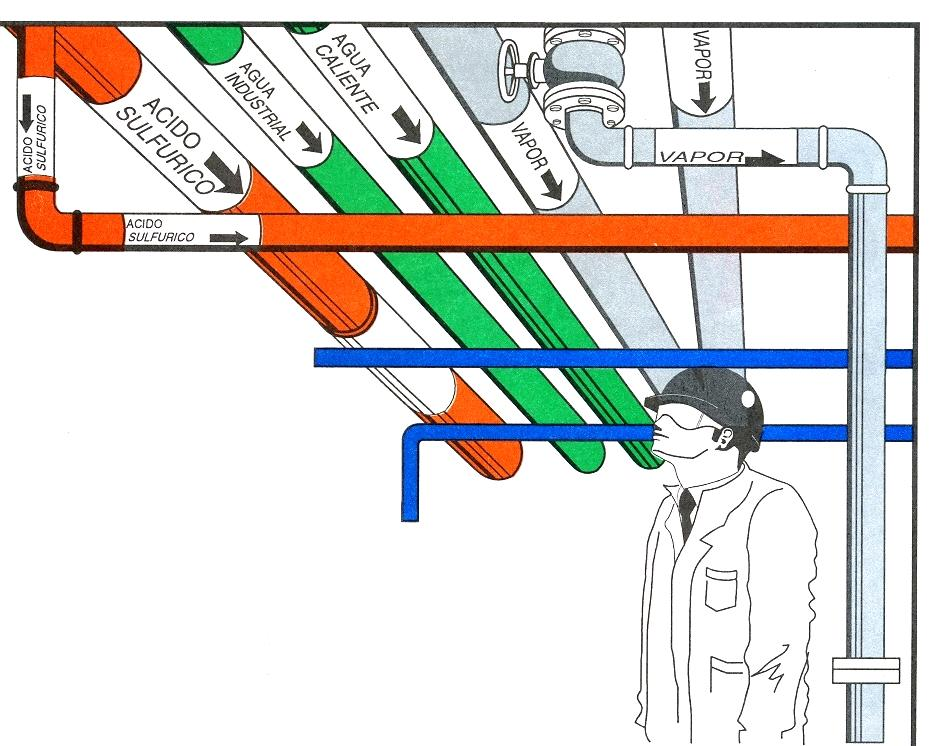 ACIDO
SULFURICO
ACIDO
SULFURICO
AGUA
INDUSTRIAL
AGUA
CALIENTE
VAPOR
VAPOR
VAPOR
ACIDO
SULFURICO